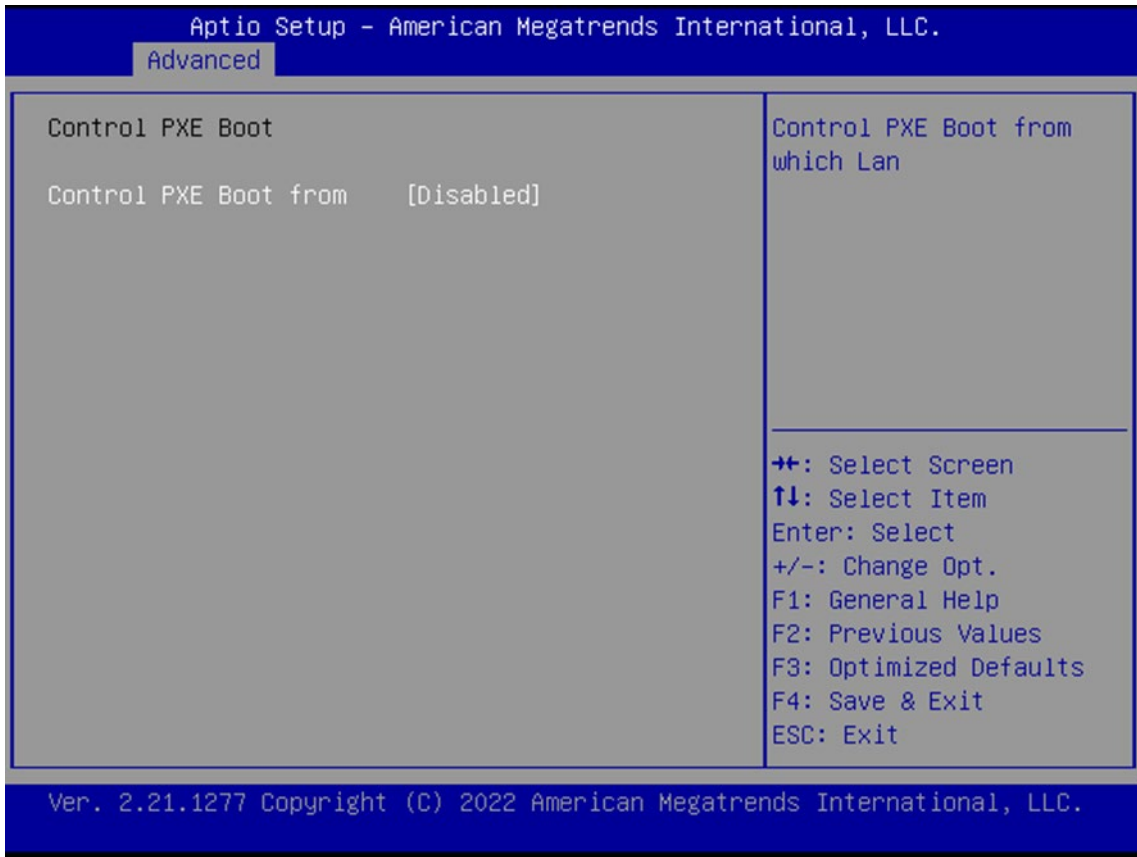 Aptio Setup – American Megatrends International, LLC.
Advanced
Control PXE Boot
Control PXE Boot from [Disabled]
Control PXE Boot from
which Lan
→←: Select Screen
↑↓: Select Item
Enter: Select
+/-: Change Opt.
F1: General Help
F2: Previous Values
F3: Optimized Defaults
F4: Save & Exit
ESC: Exit
Ver. 2.21.1277 Copyright (C) 2022 American Megatrends International, LLC.